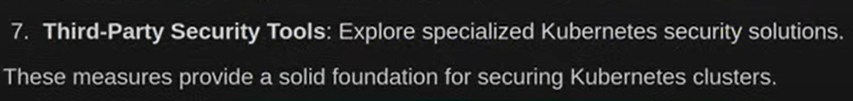 7. Third-Party Security Tools: Explore specialized Kubernetes security solutions.
These measures provide a solid foundation for securing Kubernetes clusters.